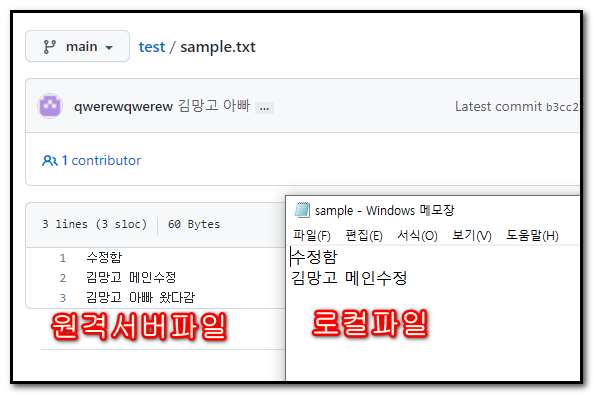 main
test / sample.txt
qwerewqwerew 김망고 아빠 ...
Latest commit b3cc2
1 contributor
3 lines (3 sloc) 60 Bytes
1 수정함
2 김망고 메인수정
3 김망고 아빠 왔다감
원격서버파일
sample - Windows 메모장
파일(F) 편집(E) 서식(O) 보기(V) 도움말(H)
수정함
김망고 메인수정
로컬파일